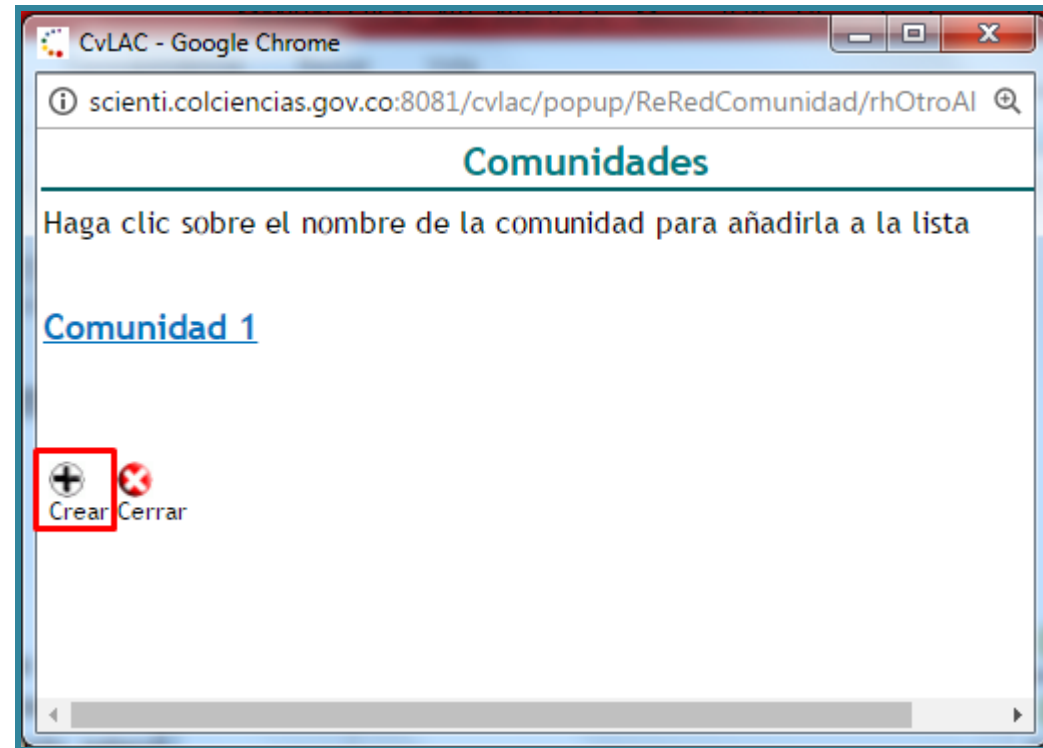 CvLAC - Google Chrome
scienti.colciencias.gov.co:8081/cvlac/popup/ReRedComunidad/rhOtroAl
Comunidades
Haga clic sobre el nombre de la comunidad para añadirla a la lista
Comunidad 1
Crear Cerrar